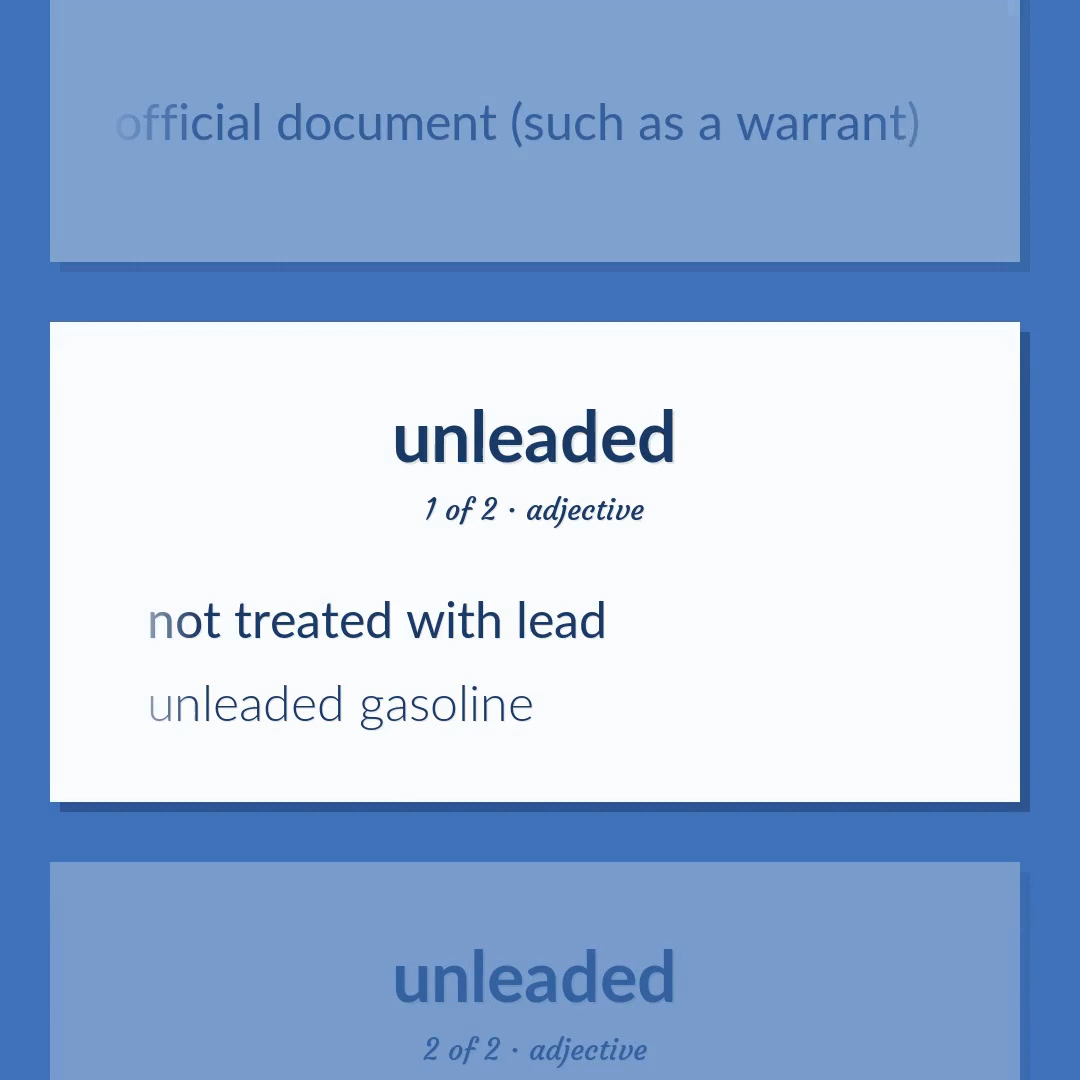 official document (such as a warrant)
unleaded
1 of 2 · adjective
not treated with lead
unleaded gasoline
unleaded
2 of 2 · adjective